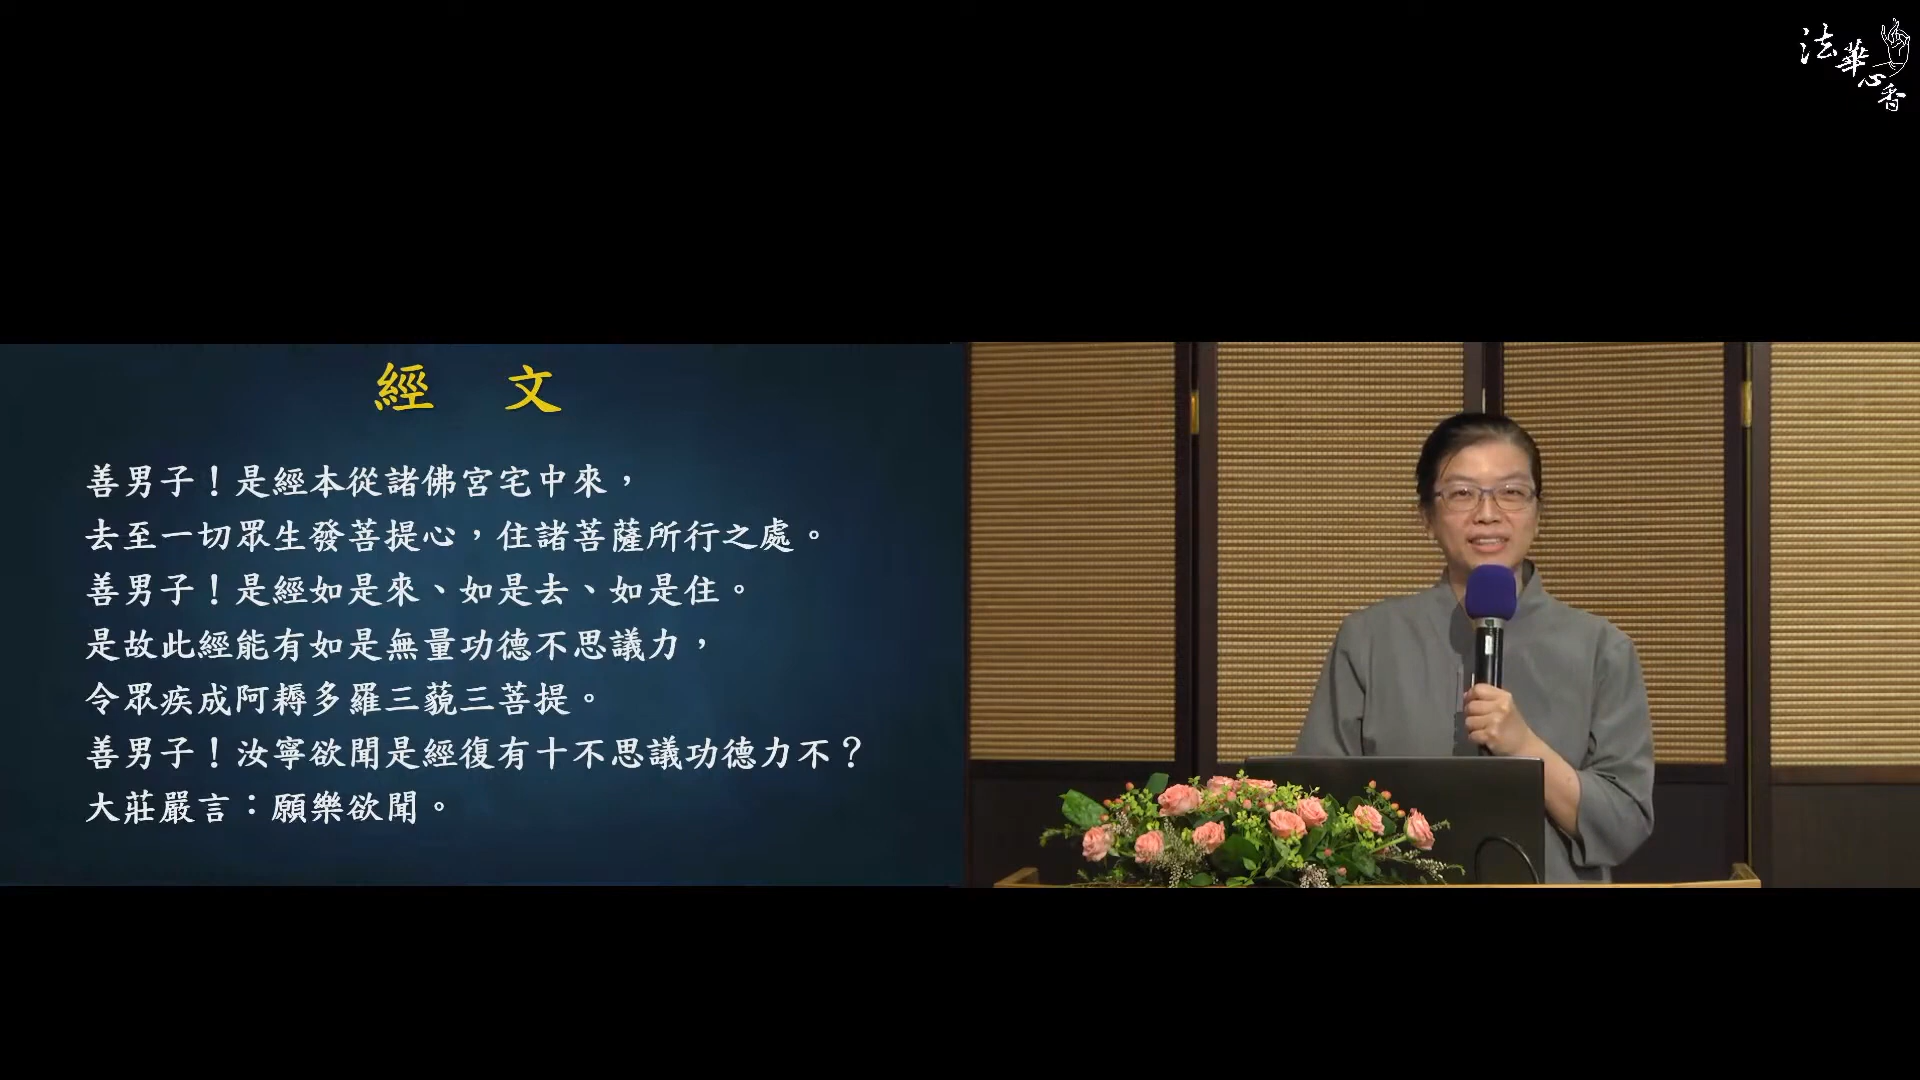 法華心香
經 文
善男子！是經本從諸佛宮宅中來，
去至一切眾生發菩提心，住諸菩薩所行之處。
善男子！是經如是來、如是去、如是住。
是故此經能有如是無量功德不思議力，
令眾疾成阿耨多羅三藐三菩提。
善男子！汝寧欲聞是經復有十不思議功德力不？
大莊嚴言：願樂欲聞。